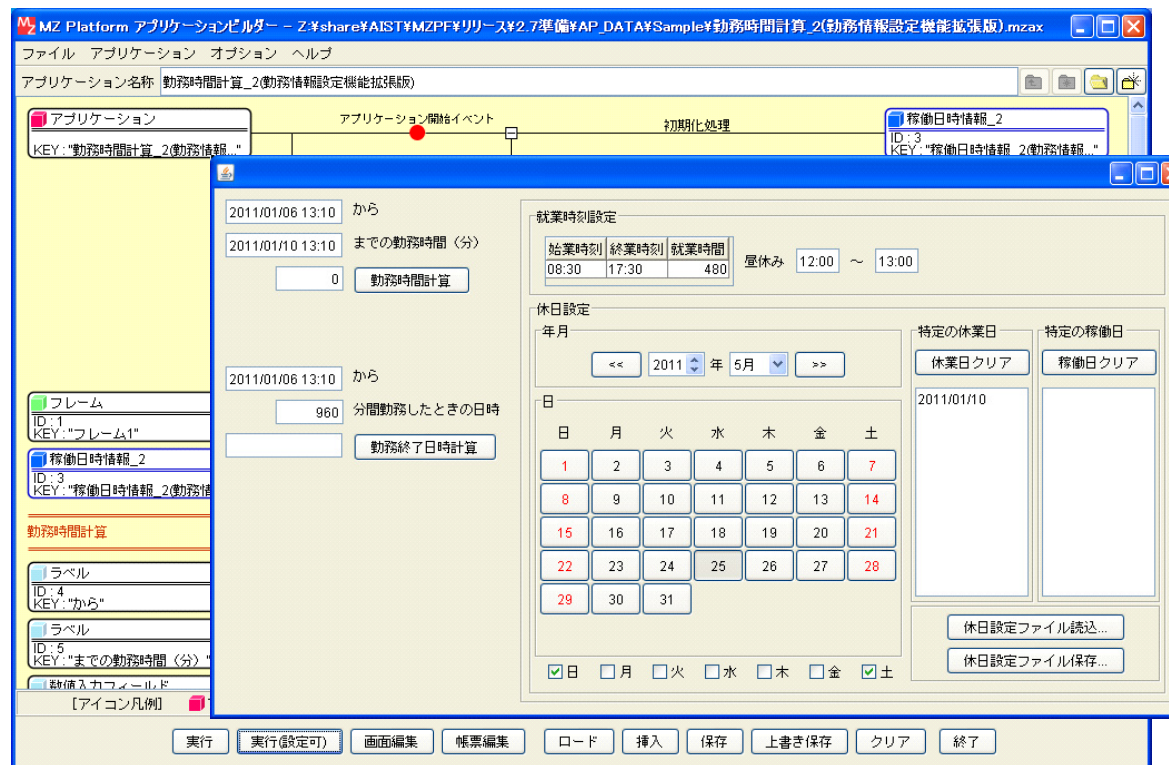 MZ Platform アプリケーションビルダー − Z:¥share¥AIST¥MZPF¥リリース¥2.7準備¥AP_DATA¥Sample¥勤務時間計算_2(勤務情報設定機能拡張版).mzax
ファイル アプリケーション オプション ヘルプ
アプリケーション名称 勤務時間計算_2(勤務情報設定機能拡張版)
アプリケーション
KEY : "勤務時間計算_2(勤務情報..."
アプリケーション開始イベント
初期化処理
稼働日時情報_2
ID : 3
KEY : "稼働日時情報_2(勤務情報..."
フレーム
ID : 1
KEY : "フレーム1"
稼働日時情報_2
ID : 3
KEY : "稼働日時情報_2(勤務情
勤務時間計算
ラベル
ID : 4
KEY : "から"
ラベル
ID : 5
KEY : "までの勤務時間（分）"
数値入力フィールド
[アイコン凡例]
2011/01/06 13:10 から
2011/01/10 13:10 までの勤務時間（分）
0 勤務時間計算
2011/01/06 13:10 から
960 分間勤務したときの日時
勤務終了日時計算
就業時刻設定
始業時刻 終業時刻 就業時間
08:30 17:30 480
昼休み 12:00 ～ 13:00
休日設定
年月
<< 2011 年 5月 >>
日
日 月 火 水 木 金 土
1 2 3 4 5 6 7
8 9 10 11 12 13 14
15 16 17 18 19 20 21
22 23 24 25 26 27 28
29 30 31
日 月 火 水 木 金 土
特定の休業日
休業日クリア
2011/01/10
特定の稼働日
稼働日クリア
休日設定ファイル読込...
休日設定ファイル保存...
実行 実行(設定可) 画面編集 帳票編集 ロード 挿入 保存 上書き保存 クリア 終了